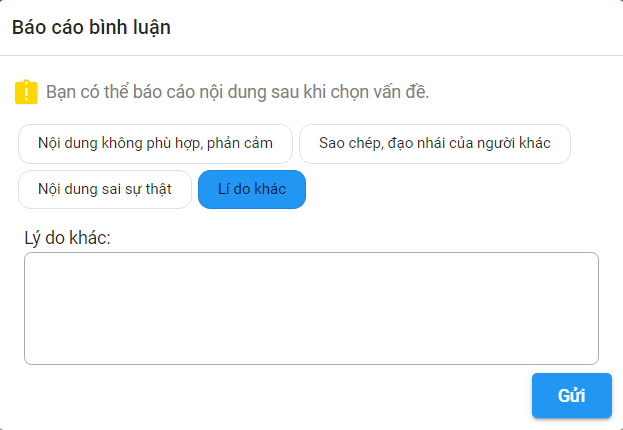 Báo cáo bình luận
Bạn có thể báo cáo nội dung sau khi chọn vấn đề.
Nội dung không phù hợp, phản cảm
Sao chép, đạo nhái của người khác
Nội dung sai sự thật
Lí do khác
Lý do khác:
Gửi